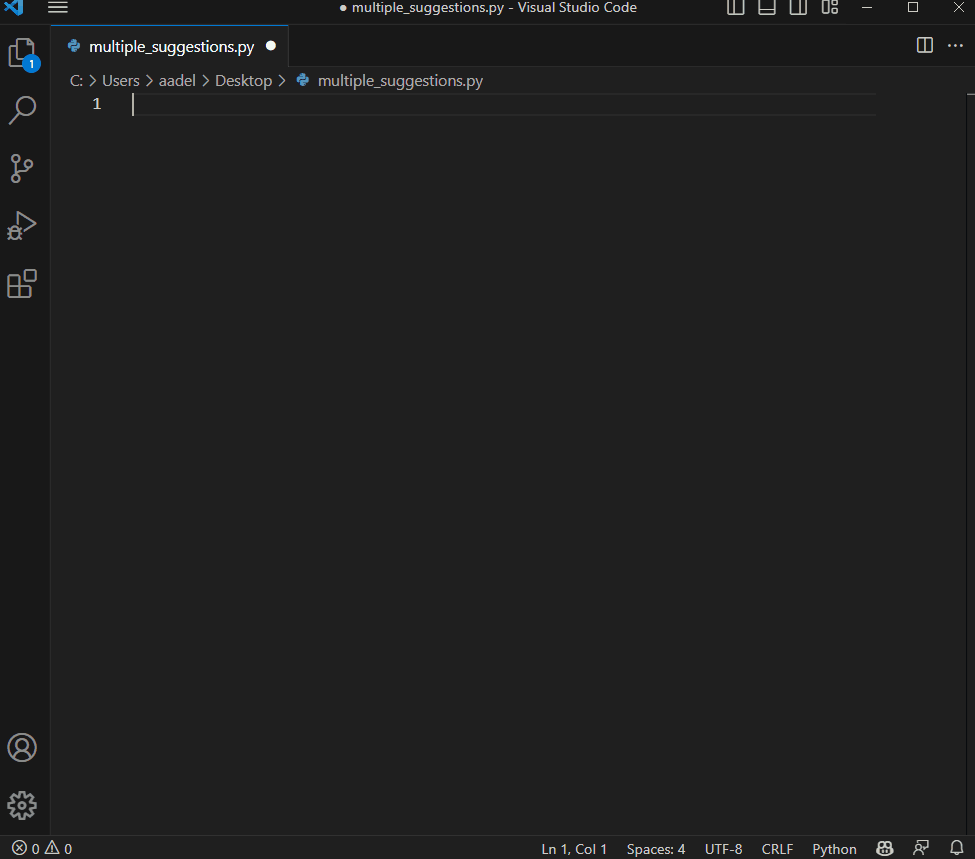 ● multiple_suggestions.py - Visual Studio Code
multiple_suggestions.py ●
1
C: > Users > aadel > Desktop > multiple_suggestions.py
1
0 0 Ln 1, Col 1 Spaces: 4 UTF-8 CRLF Python